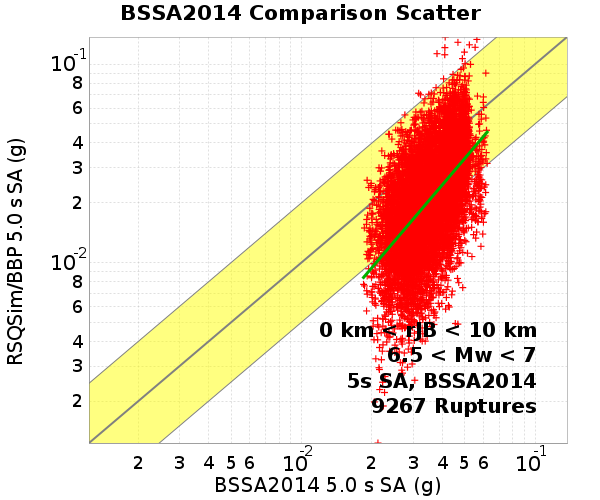 BSSA2014 Comparison Scatter
RSQSim/BBP 5.0 s SA (g)
10-1
8
6
4
3
2
10-2
8
6
4
3
2
0 km < rJB < 10 km
6.5 < Mw < 7
5s SA, BSSA2014
9267 Ruptures
2 3 4 5 6 10-2 2 3 4 5 6 10-1
BSSA2014 5.0 s SA (g)